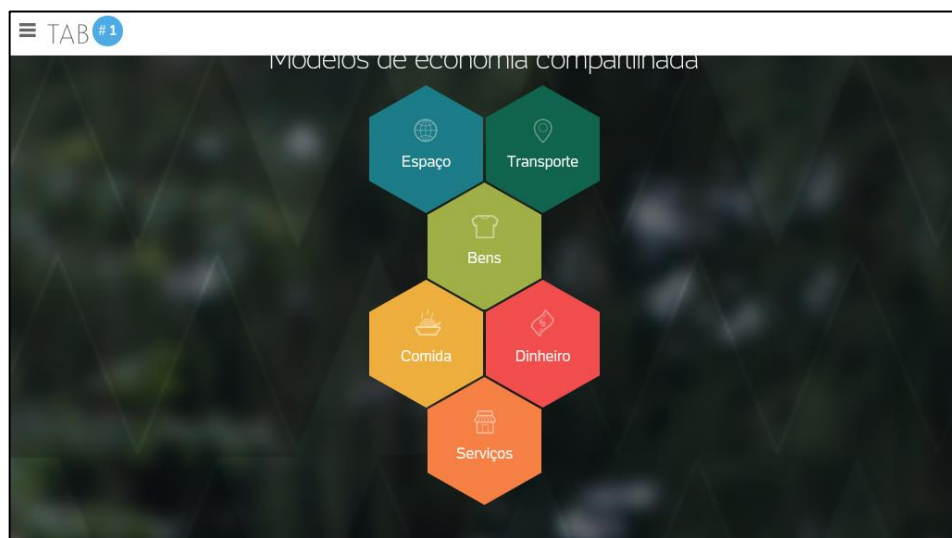 TAB #1
Modelos de economia compartilhada
Espaço
Transporte
Bens
Comida
Dinheiro
Serviços